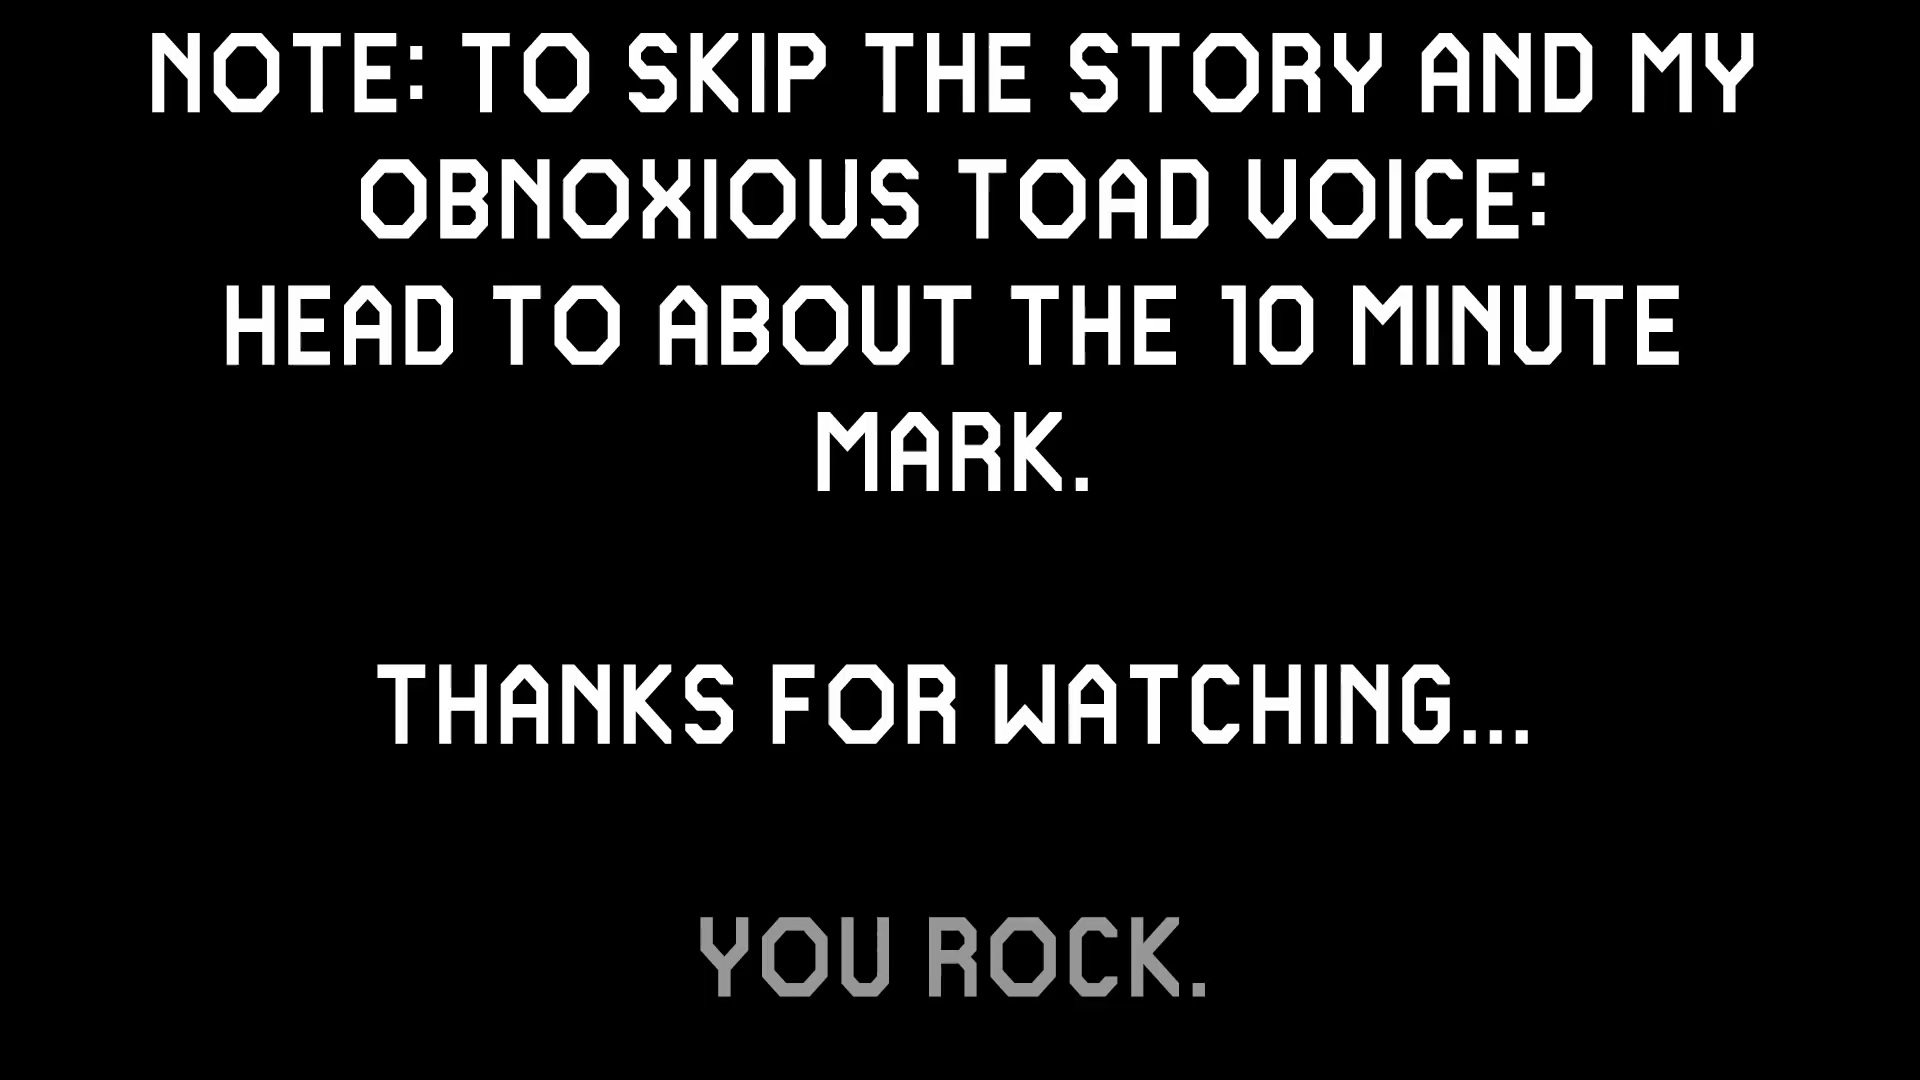 NOTE: TO SKIP THE STORY AND MY
OBNOXIOUS TOAD VOICE:
HEAD TO ABOUT THE 10 MINUTE
MARK.
THANKS FOR WATCHING...
YOU ROCK.